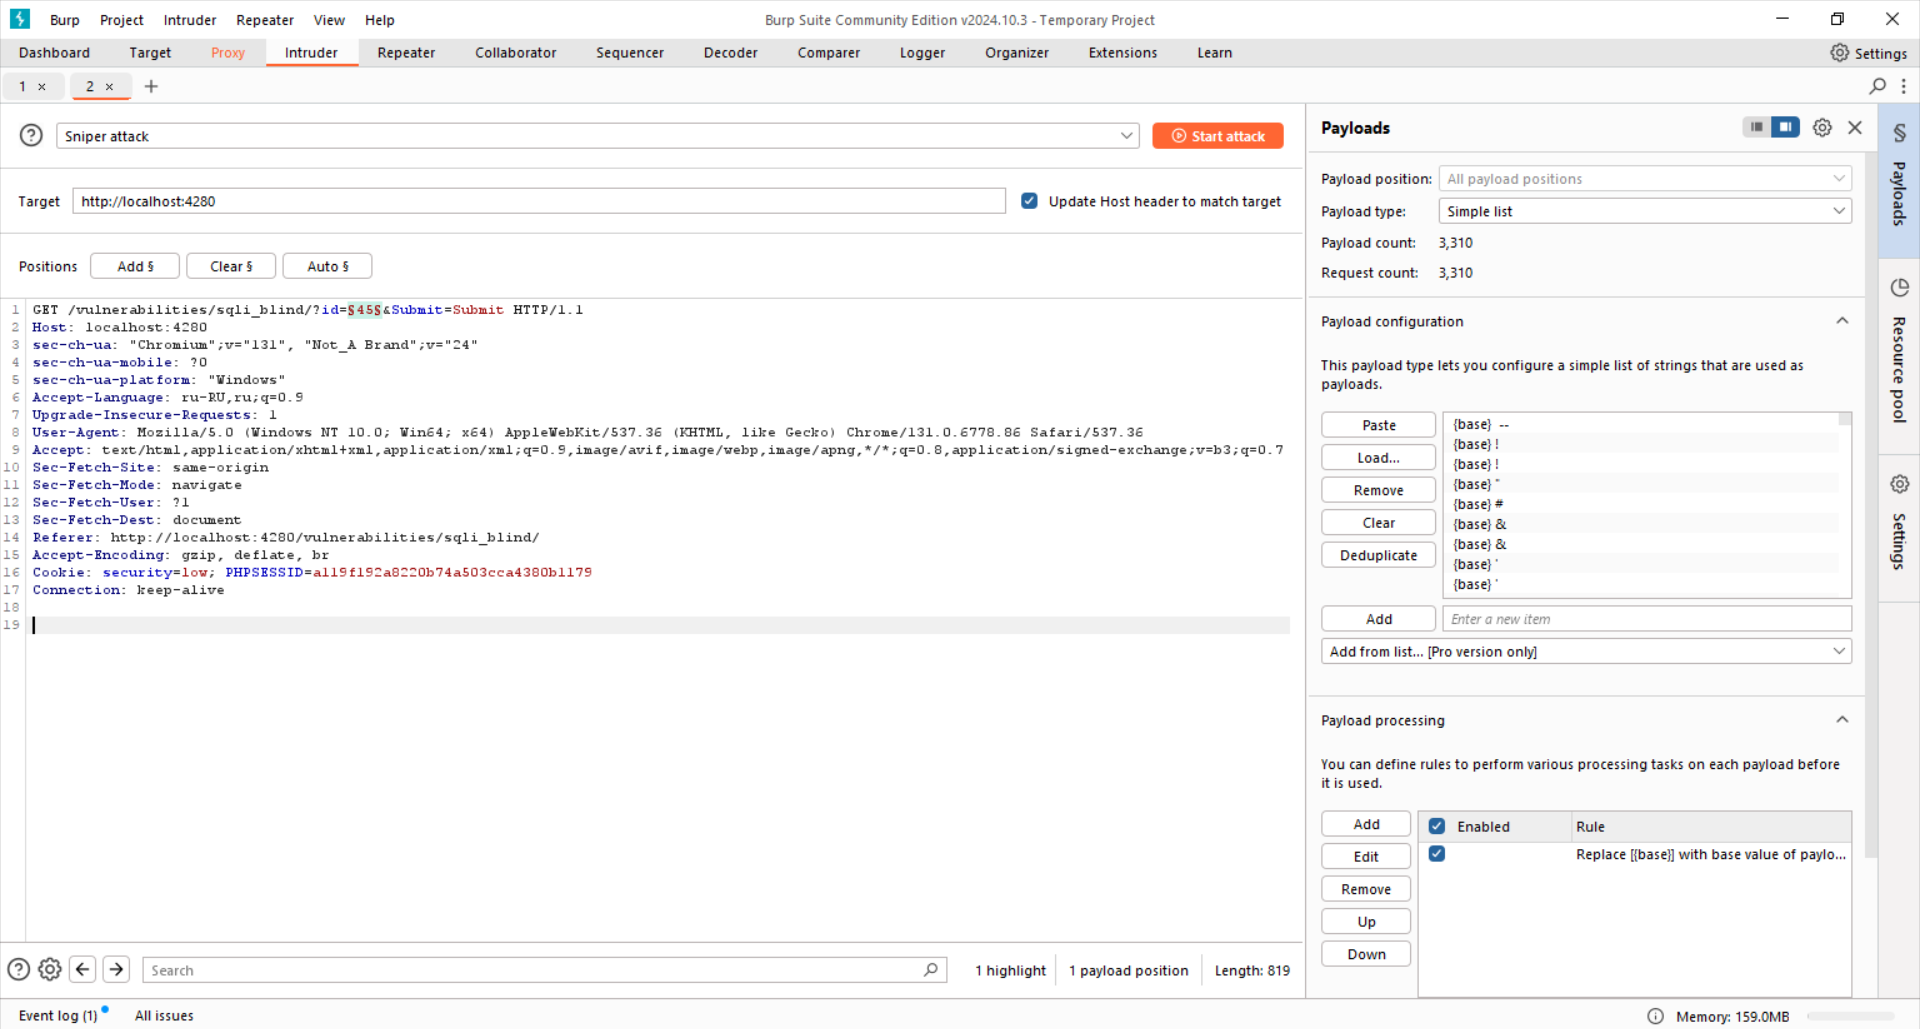 Burp Project Intruder Repeater View Help
Burp Suite Community Edition v2024.10.3 - Temporary Project
Dashboard Target Proxy Intruder Repeater Collaborator Sequencer Decoder Comparer Logger Organizer Extensions Learn
Settings
1 × 2 × +
Sniper attack
Start attack
Target http://localhost:4280
Update Host header to match target
Positions Add § Clear § Auto §
1 GET /vulnerabilities/sqli_blind/?id=§45§&Submit=Submit HTTP/1.1
2 Host: localhost:4280
3 sec-ch-ua: "Chromium";v="131", "Not_A Brand";v="24"
4 sec-ch-ua-mobile: ?0
5 sec-ch-ua-platform: "Windows"
6 Accept-Language: ru-RU,ru;q=0.9
7 Upgrade-Insecure-Requests: 1
8 User-Agent: Mozilla/5.0 (Windows NT 10.0; Win64; x64) AppleWebKit/537.36 (KHTML, like Gecko) Chrome/131.0.6778.86 Safari/537.36
9 Accept: text/html,application/xhtml+xml,application/xml;q=0.9,image/avif,image/webp,image/apng,*/*;q=0.8,application/signed-exchange;v=b3;q=0.7
10 Sec-Fetch-Site: same-origin
11 Sec-Fetch-Mode: navigate
12 Sec-Fetch-User: ?1
13 Sec-Fetch-Dest: document
14 Referer: http://localhost:4280/vulnerabilities/sqli_blind/
15 Accept-Encoding: gzip, deflate, br
16 Cookie: security=low; PHPSESSID=a119f192a8220b74a503cca4380b1179
17 Connection: keep-alive
18
19
Search
1 highlight
1 payload position
Length: 819
Payloads
Payload position: All payload positions
Payload type: Simple list
Payload count: 3,310
Request count: 3,310
Payload configuration
This payload type lets you configure a simple list of strings that are used as
payloads.
Paste
Load...
Remove
Clear
Deduplicate
{base} --
{base} !
{base} !
{base} "
{base} #
{base} &
{base} &
{base} '
{base} '
Add
Enter a new item
Add from list... [Pro version only]
Payload processing
You can define rules to perform various processing tasks on each payload before
it is used.
Add
Edit
Remove
Up
Down
Enabled Rule
Replace [{base}] with base value of paylo...
§ Payloads
Resource pool
Settings
Event log (1)
All issues
Memory: 159.0MB